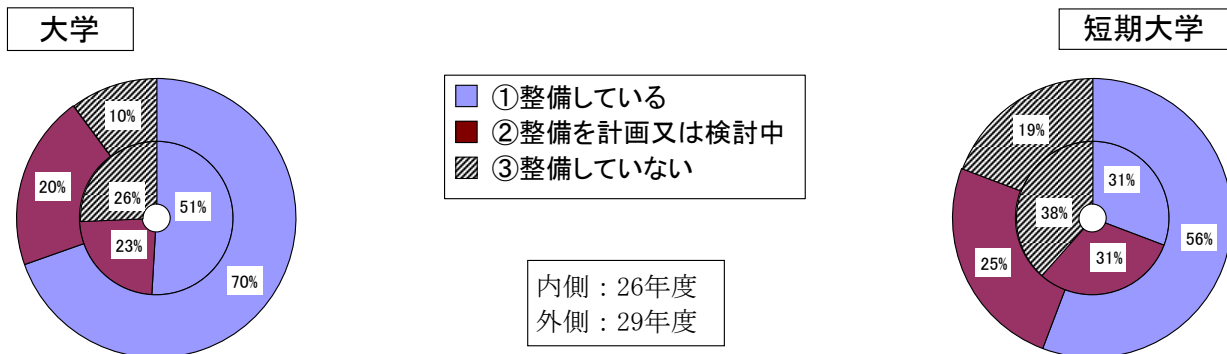 大学
短期大学
10%
20%
26%
51%
23%
70%
①整備している
②整備を計画又は検討中
③整備していない
内側：26年度
外側：29年度
19%
31%
38%
56%
25%
31%